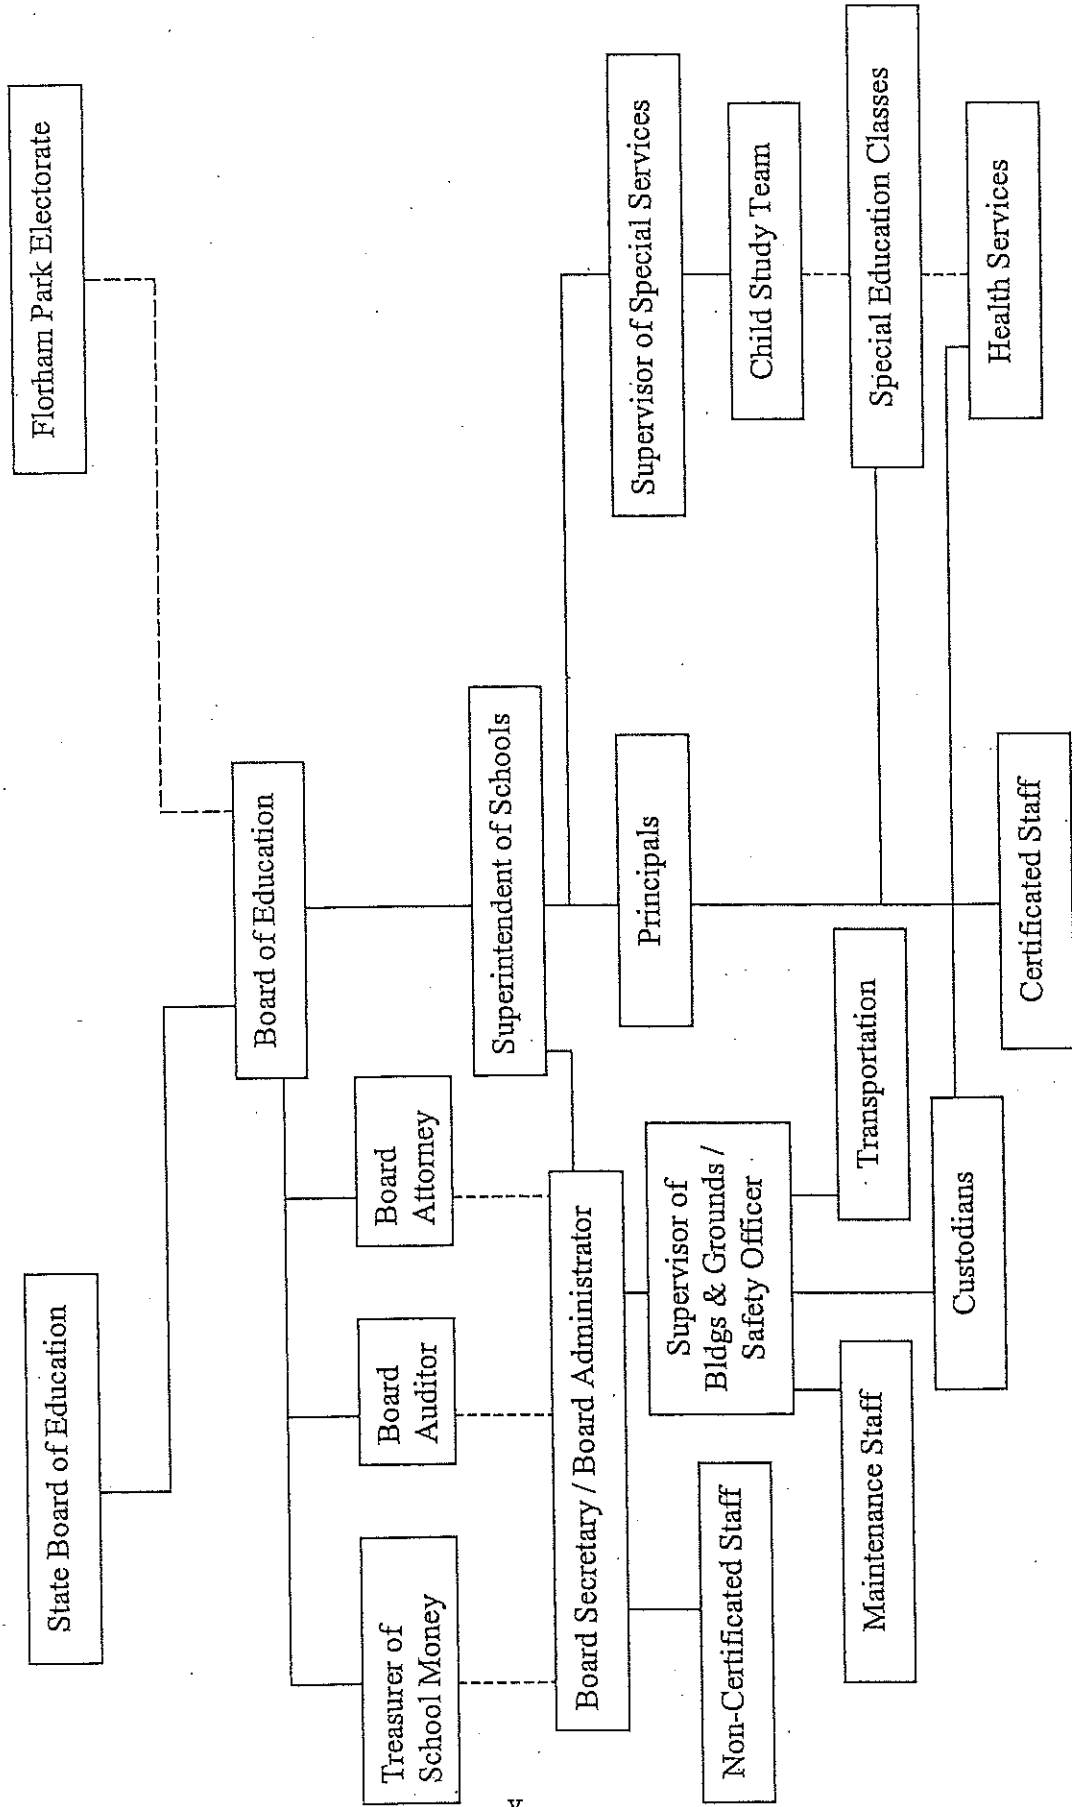 State Board of Education
Florham Park Electorate
Board of Education
Treasurer of
School Money
Board
Auditor
Board
Attorney
Superintendent of Schools
Board Secretary / Board Administrator
Principals
Supervisor of Special Services
Non-Certificated Staff
Supervisor of
Bldgs & Grounds /
Safety Officer
Child Study Team
Maintenance Staff
Transportation
Special Education Classes
Custodians
Certificated Staff
Health Services
v